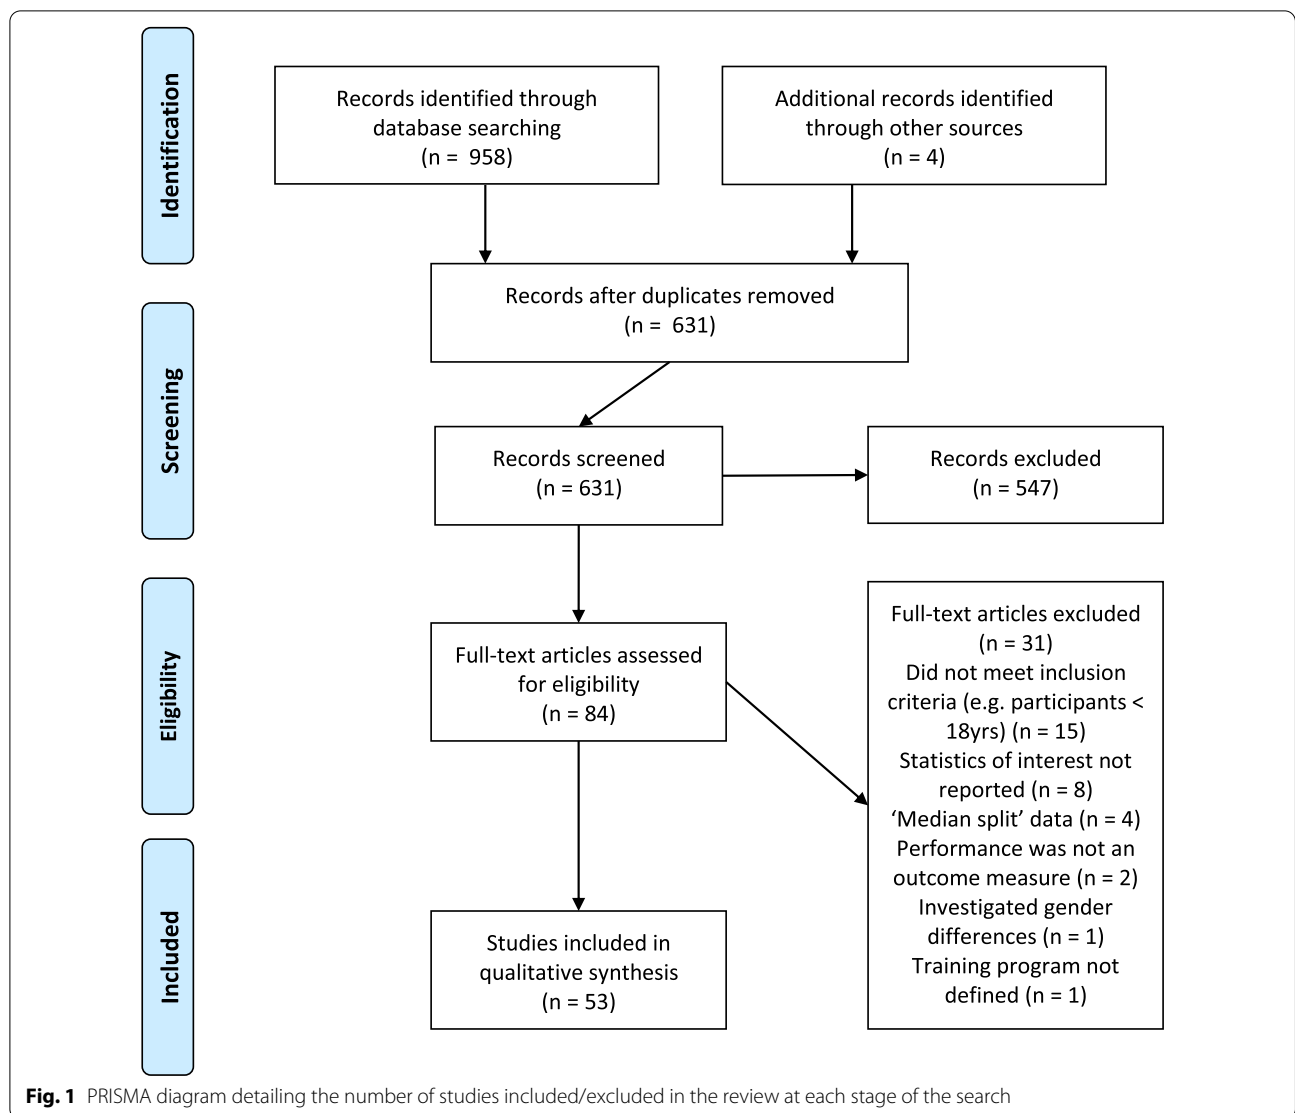 Identification
Records identified through
database searching
(n =  958)
Additional records identified
through other sources
(n = 4)
Records after duplicates removed
(n =  631)
Screening
Records screened
(n = 631)
Records excluded
(n = 547)
Eligibility
Full-text articles assessed
for eligibility
(n = 84)
Full-text articles excluded
(n = 31)
Did not meet inclusion
criteria (e.g. participants <
18yrs) (n = 15)
Statistics of interest not
reported (n = 8)
‘Median split’ data (n = 4)
Performance was not an
outcome measure (n = 2)
Investigated gender
differences (n = 1)
Training program not
defined (n = 1)
Included
Studies included in
qualitative synthesis
(n = 53)
Fig. 1 PRISMA diagram detailing the number of studies included/excluded in the review at each stage of the search